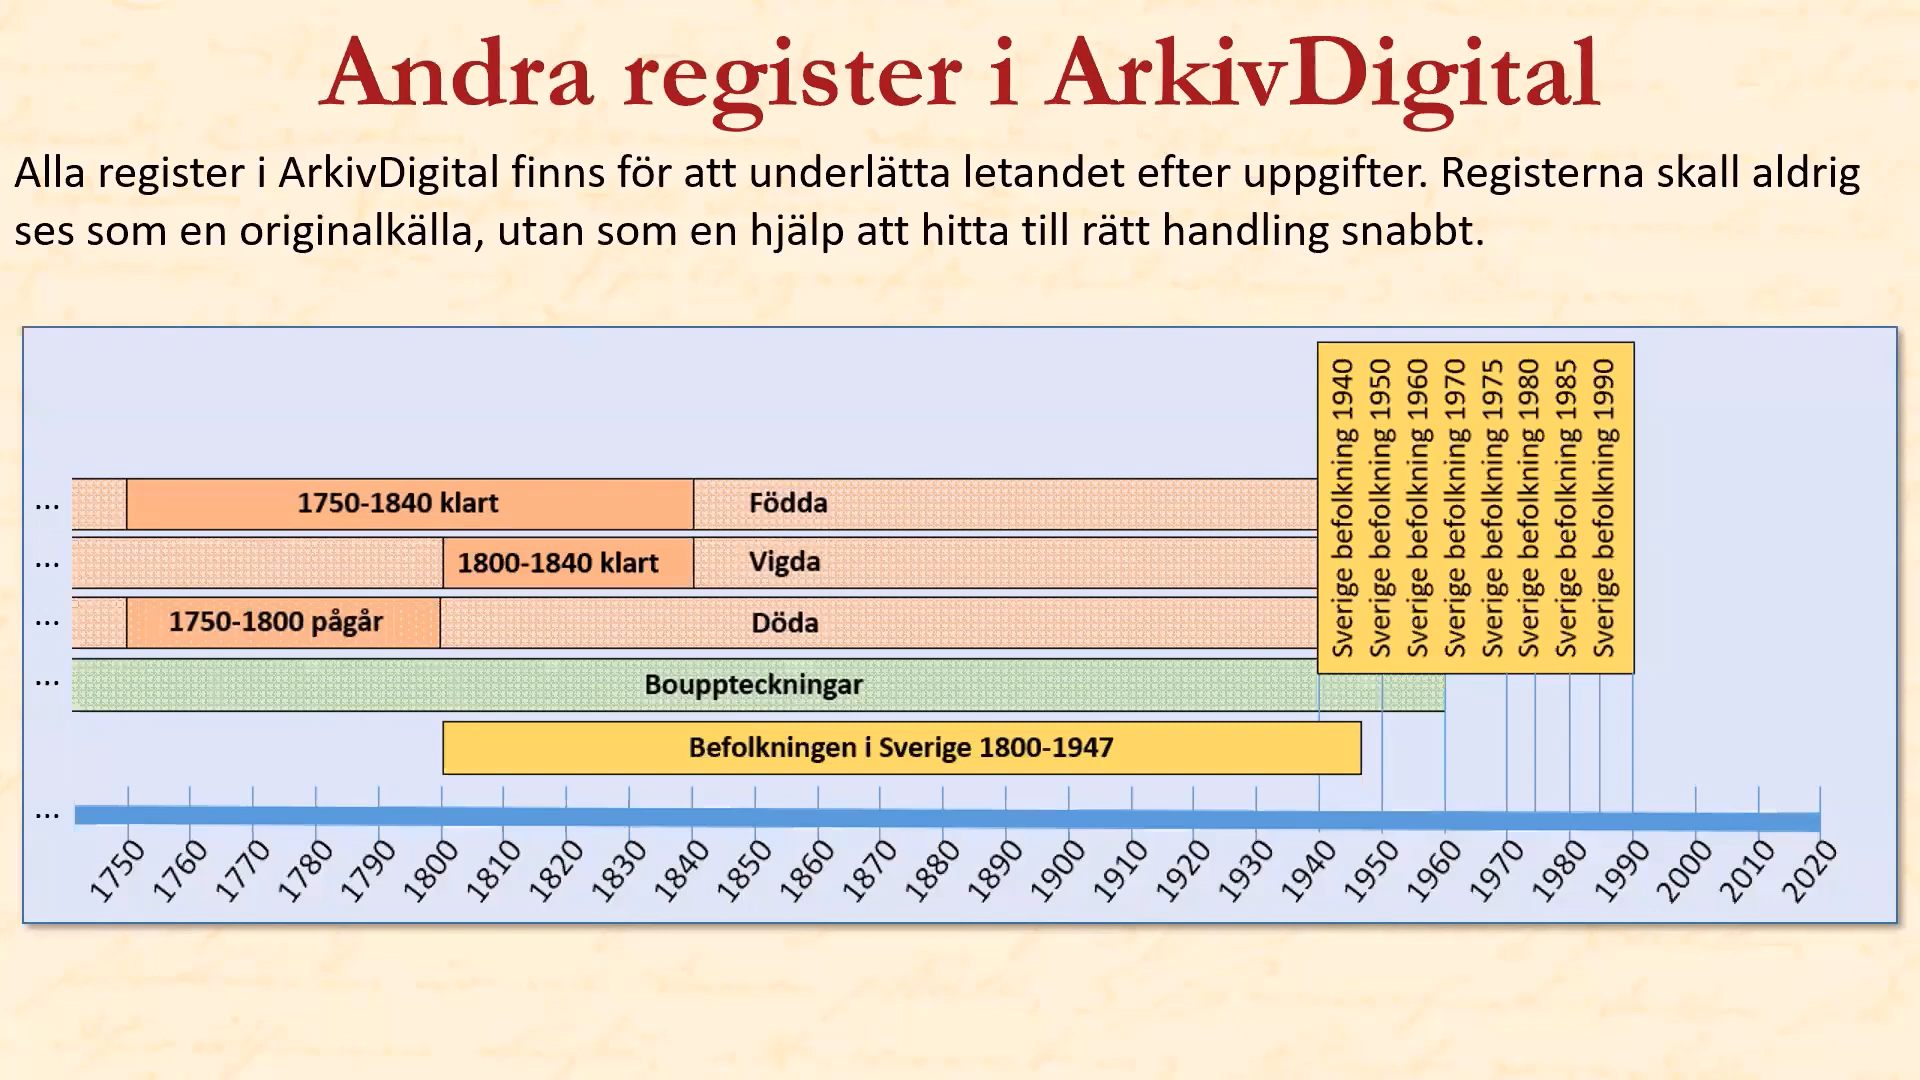 Andra register i ArkivDigital
Alla register i ArkivDigital finns för att underlätta letandet efter uppgifter. Registerna skall aldrig
ses som en originalkälla, utan som en hjälp att hitta till rätt handling snabbt.
Sverige befolkning 1940
Sverige befolkning 1950
Sverige befolkning 1960
Sverige befolkning 1970
Sverige befolkning 1975
Sverige befolkning 1980
Sverige befolkning 1985
Sverige befolkning 1990
... 1750-1840 klart Födda
... 1800-1840 klart Vigda
... 1750-1800 pågår Döda
... Bouppteckningar
Befolkningen i Sverige 1800-1947
...
1750 1760 1770 1780 1790 1800 1810 1820 1830 1840 1850 1860 1870 1880 1890 1900 1910 1920 1930 1940 1950 1960 1970 1980 1990 2000 2010 2020